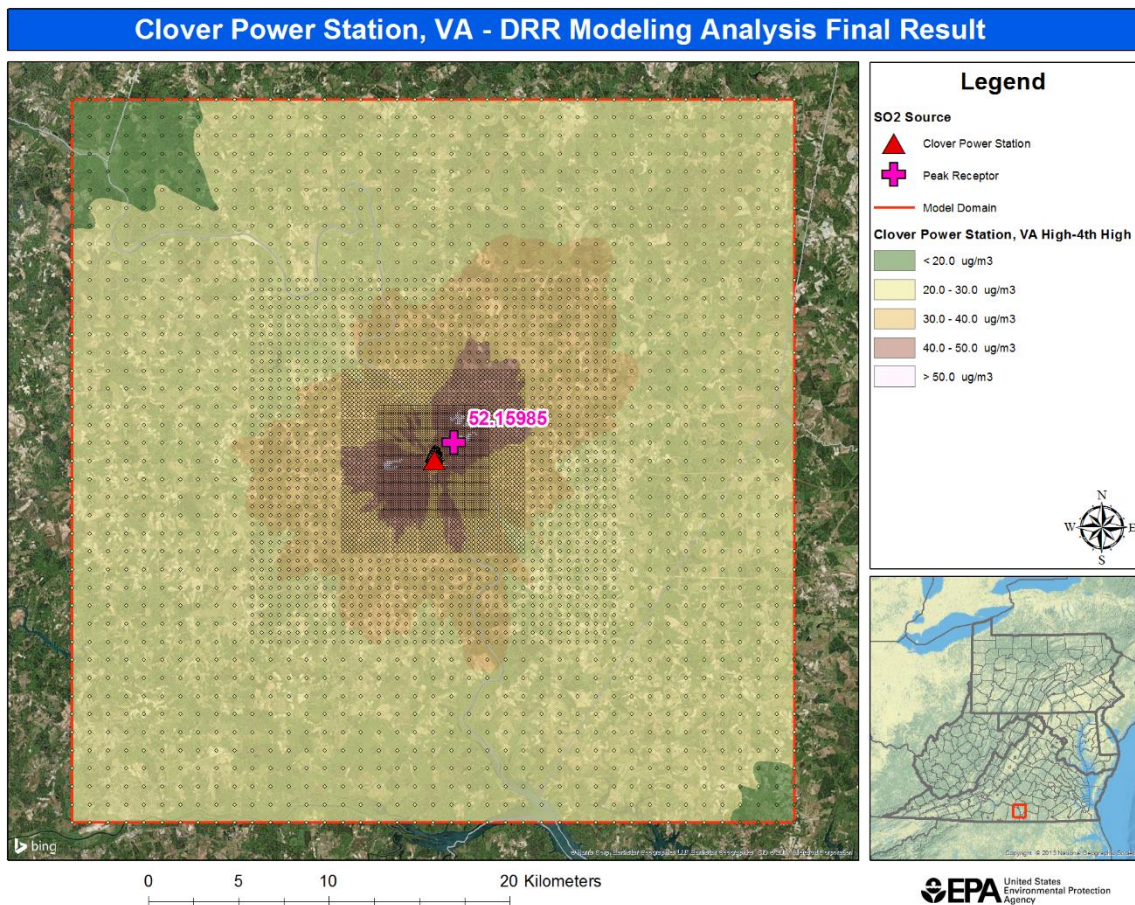 Clover Power Station, VA - DRR Modeling Analysis Final Result
52.15985
bing
Legend
SO2 Source
Clover Power Station
Peak Receptor
Model Domain
Clover Power Station, VA High-4th High
< 20.0 ug/m3
20.0 - 30.0 ug/m3
30.0 - 40.0 ug/m3
40.0 - 50.0 ug/m3
> 50.0 ug/m3
N
W E
S
0 5 10 20 Kilometers
EPA
United States
Environmental Protection
Agency